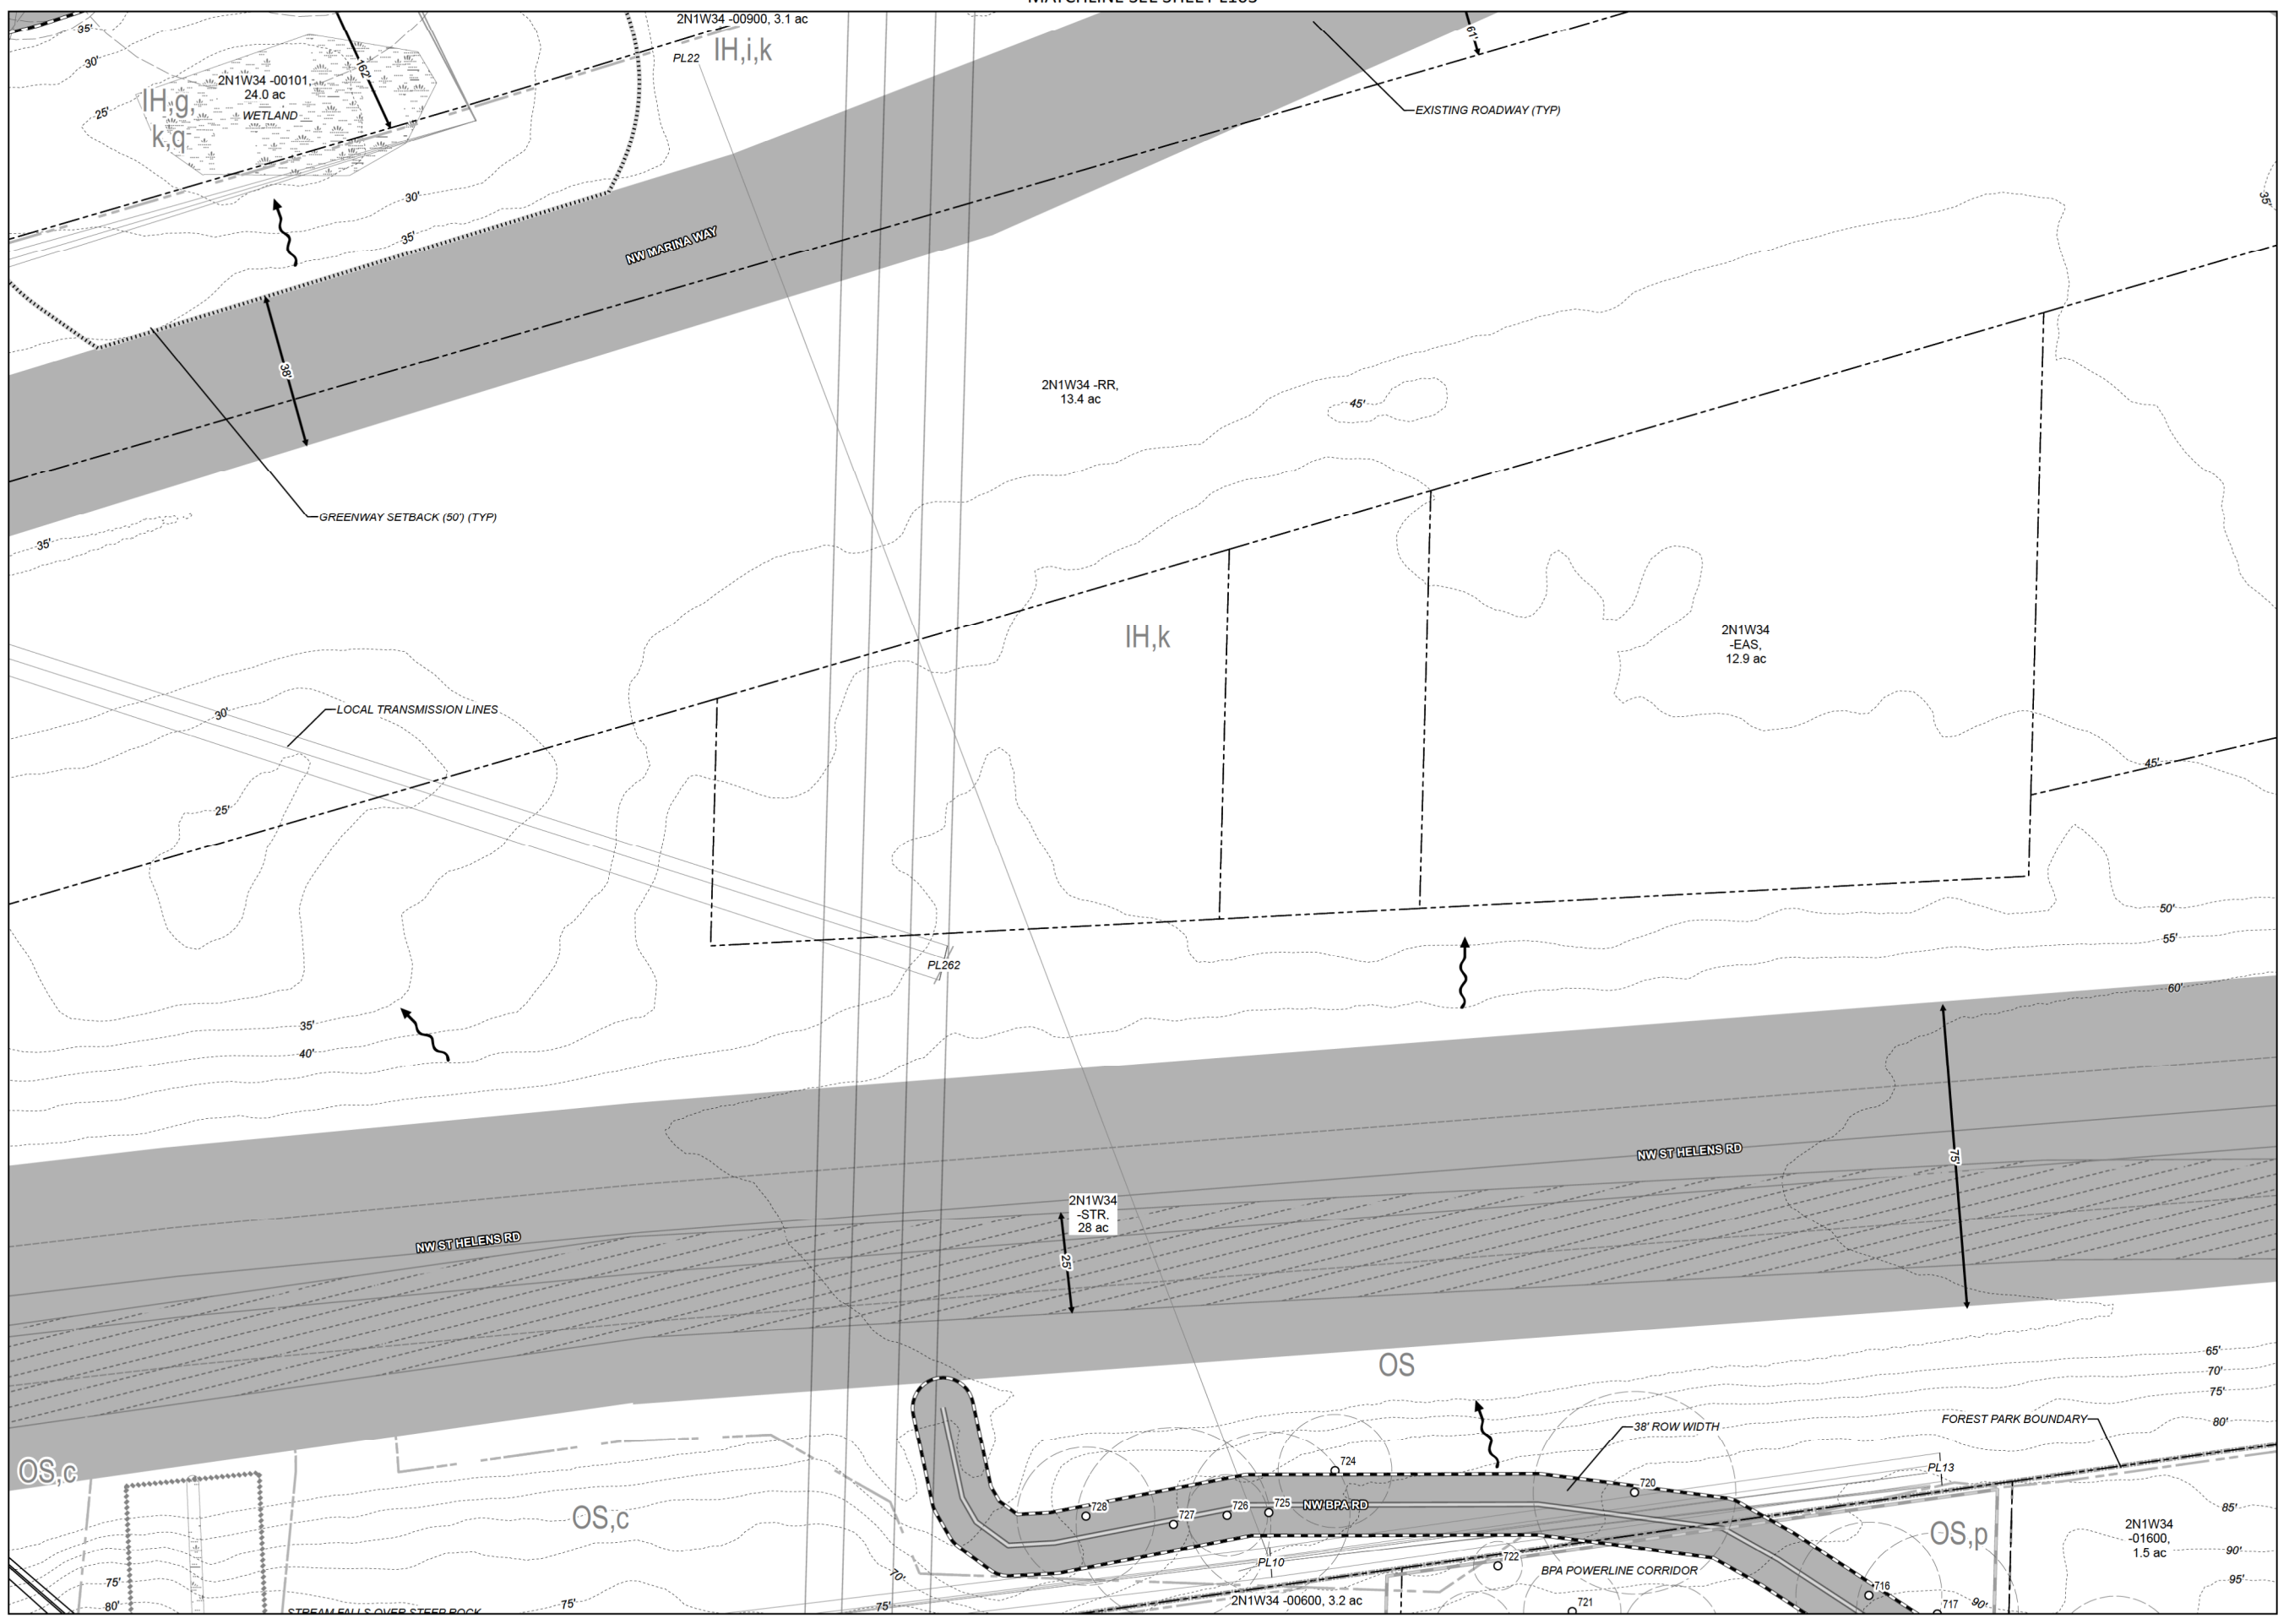 2N1W34 -00900, 3.1 ac
35'
PL22
IH,i,k
61'
30'
162'
2N1W34 -00101,
24.0 ac
WETLAND
IH,g,
k,q
25'
EXISTING ROADWAY (TYP)
30'
35'
35'
NW MARINA WAY
38'
2N1W34 -RR,
13.4 ac
45'
GREENWAY SETBACK (50') (TYP)
35'
IH,k
2N1W34
-EAS,
12.9 ac
LOCAL TRANSMISSION LINES
30'
25'
45'
50'
55'
PL262
60'
35'
40'
NW ST HELENS RD
75'
2N1W34
-STR.
28 ac
NW ST HELENS RD
25'
OS
65'
70'
75'
80'
38' ROW WIDTH
FOREST PARK BOUNDARY
OS,c
724
PL13
720
728
726
725
NW BPA RD
727
OS,c
85'
OS,p
2N1W34
-01600,
1.5 ac
722
PL10
BPA POWERLINE CORRIDOR
90'
70'
75'
95'
716
2N1W34 -00600, 3.2 ac
721
717
90'
80'
75'
75'
STREAM FALLS OVER STEEP ROCK